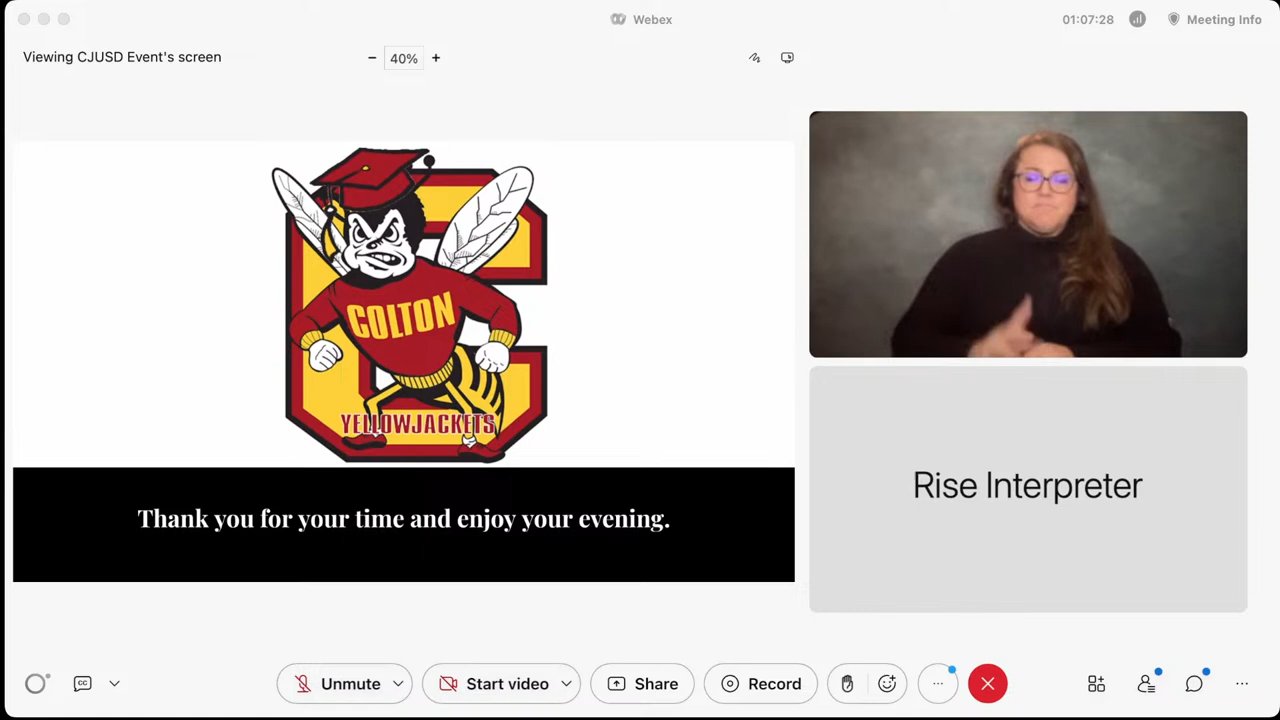 Webex
01:07:28
Meeting Info
Viewing CJUSD Event's screen
− 40% +
COLTON
YELLOWJACKETS
Thank you for your time and enjoy your evening.
Rise Interpreter
CC
Unmute
Start video
Share
Record